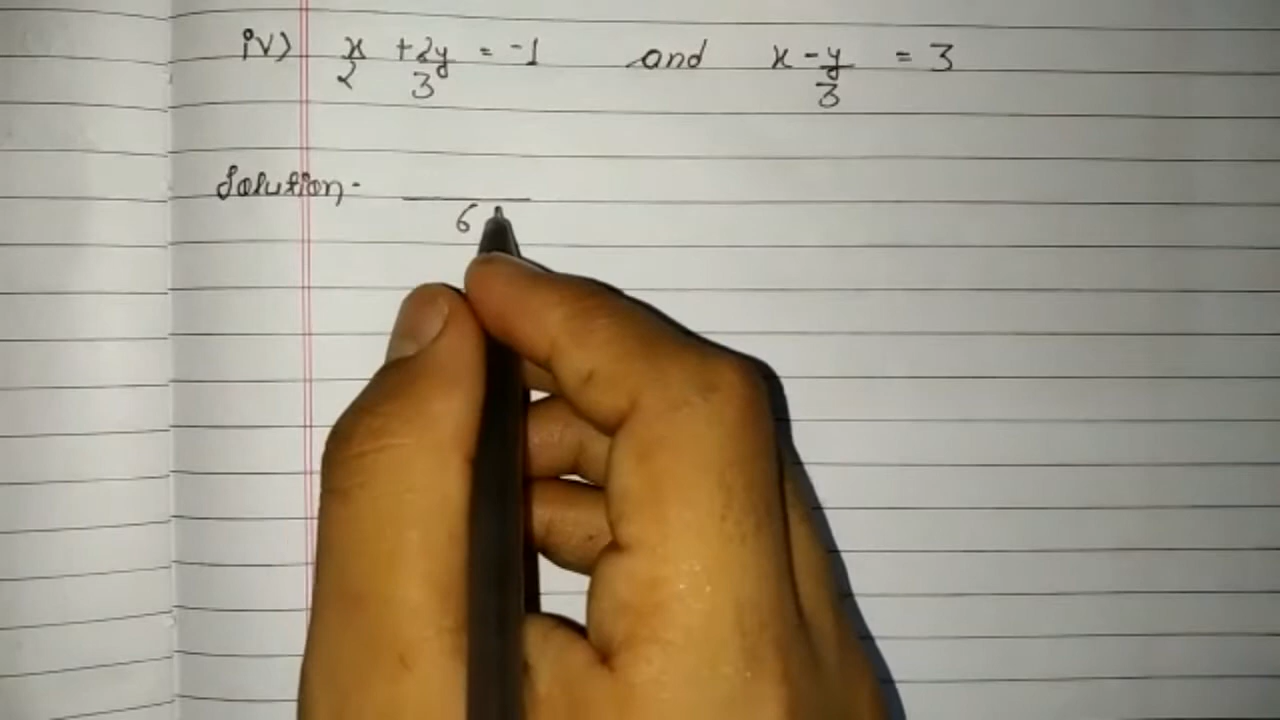 iv) x/2 + 2y/3 = -1 and x - y/3 = 3
Solution-
6